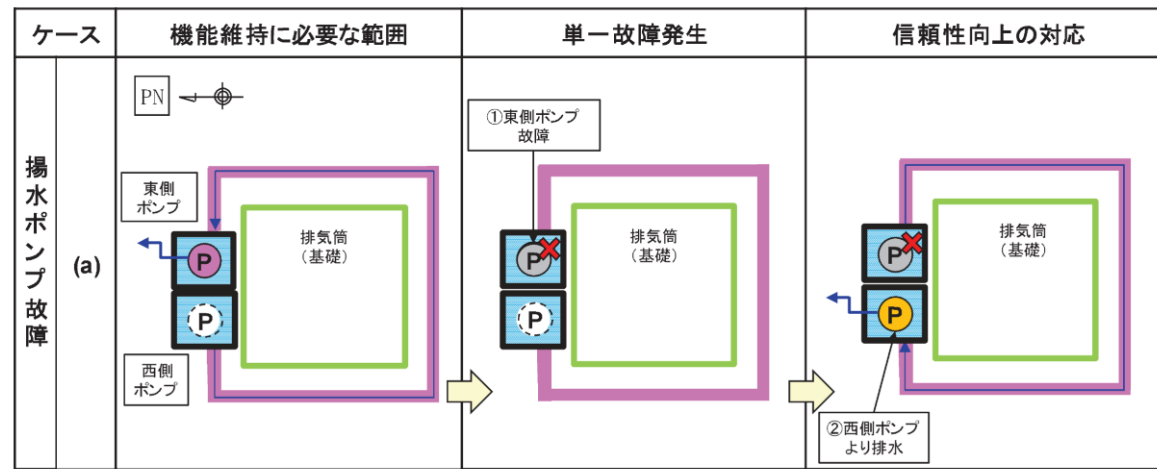 ケース
機能維持に必要な範囲
単一故障発生
信頼性向上の対応
揚水ポンプ故障
(a)
PN
東側
ポンプ
P
P
西側
ポンプ
排気筒
(基礎)
①東側ポンプ
故障
P
P
排気筒
(基礎)
P
P
排気筒
(基礎)
②西側ポンプ
より排水